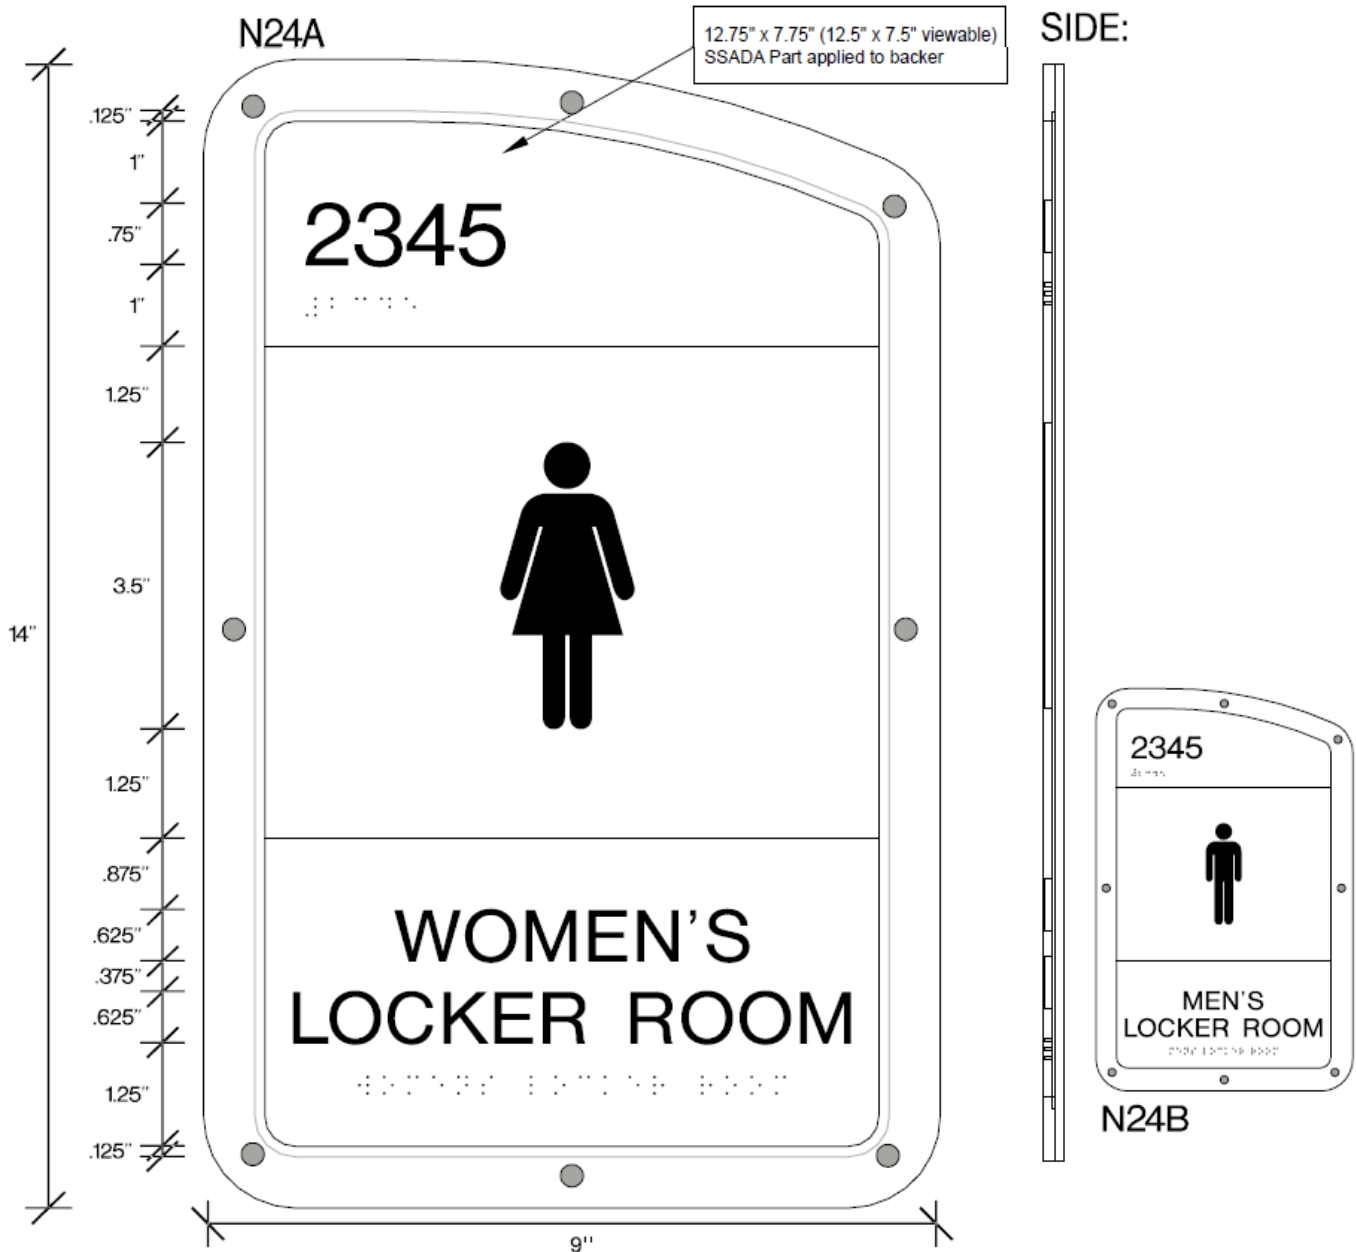 N24A
12.75" x 7.75" (12.5" x 7.5" viewable)
SSADA Part applied to backer
SIDE:
.125"
1"
.75"
1"
1.25"
3.5"
14"
1.25"
.875"
.625"
.375"
.625"
1.25"
.125"
9"
2345
WOMEN'S
LOCKER ROOM
2345
MEN'S
LOCKER ROOM
N24B